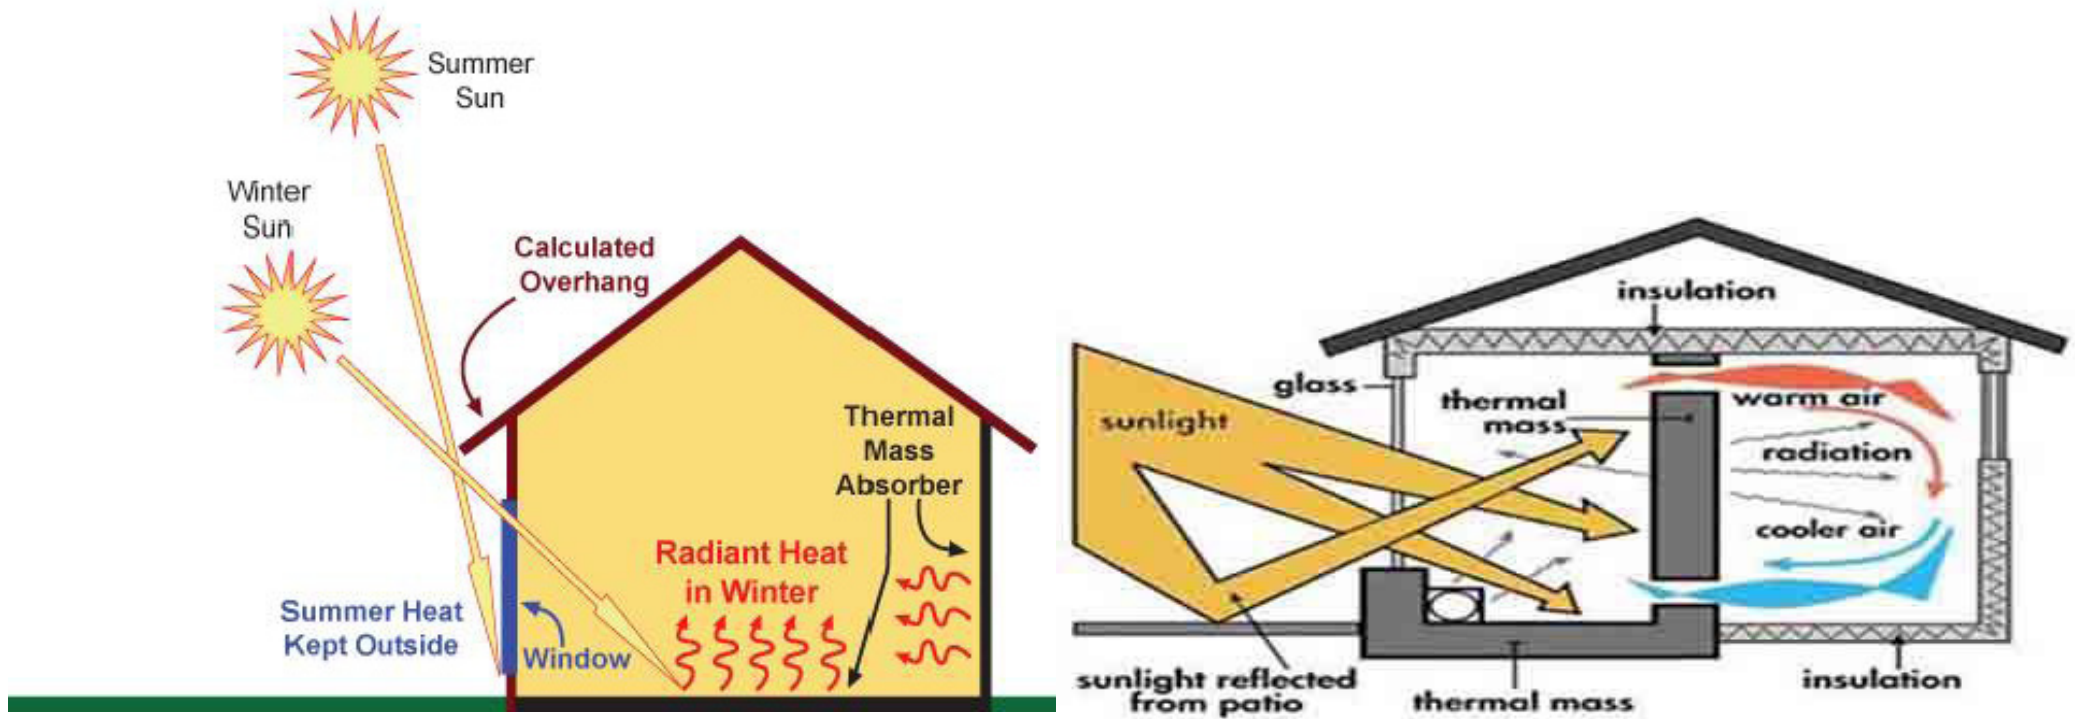 Summer
Sun
Winter
Sun
Calculated
Overhang
Thermal
Mass
Absorber
Radiant Heat
in Winter
Summer Heat
Kept Outside
Window
insulation
glass
thermal
mass
warm air
sunlight
radiation
cooler air
sunlight reflected
from patio
thermal mass
insulation